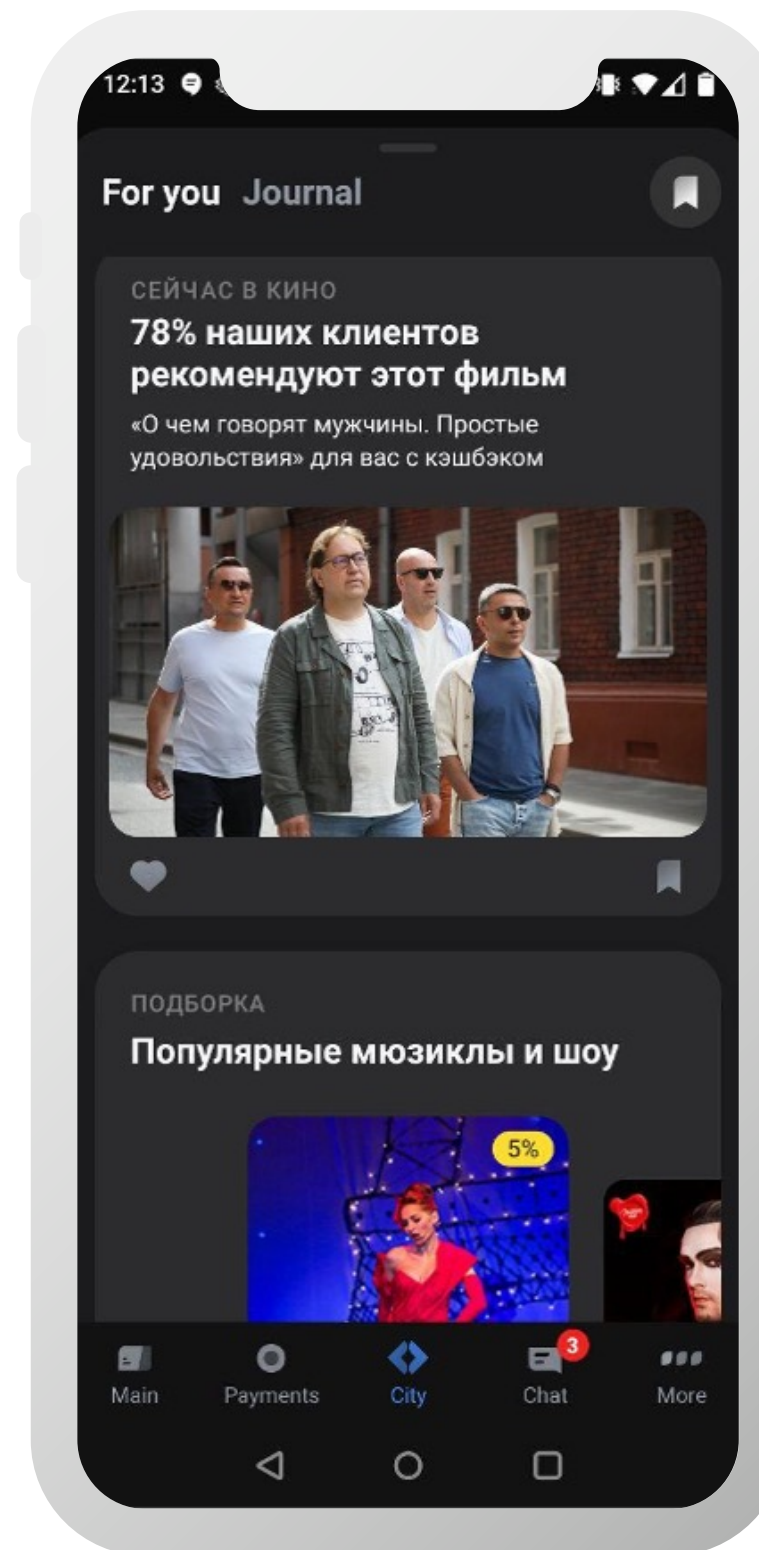 12:13
For you Journal
СЕЙЧАС В КИНО
78% наших клиентов
рекомендуют этот фильм
«О чем говорят мужчины. Простые
удовольствия» для вас с кэшбэком
ПОДБОРКА
Популярные мюзиклы и шоу
5%
3
Main Payments City Chat More